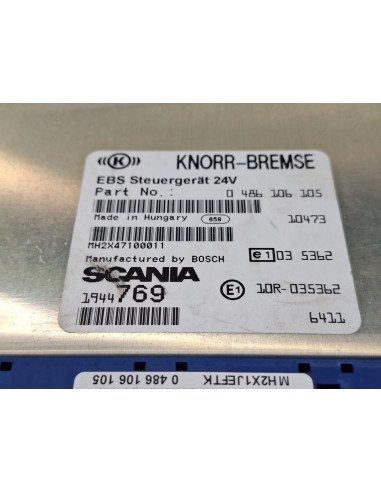 K KNORR-BREMSE
EBS Steuergerät 24V
Part No.: 0 486 106 105
Made in Hungary 658 10473
MH2X47100011
Manufactured by BOSCH e1 03 5362
SCANIA
1944769 E1 10R-035362
6411
MH2X1JEFTK
0 486 106 105